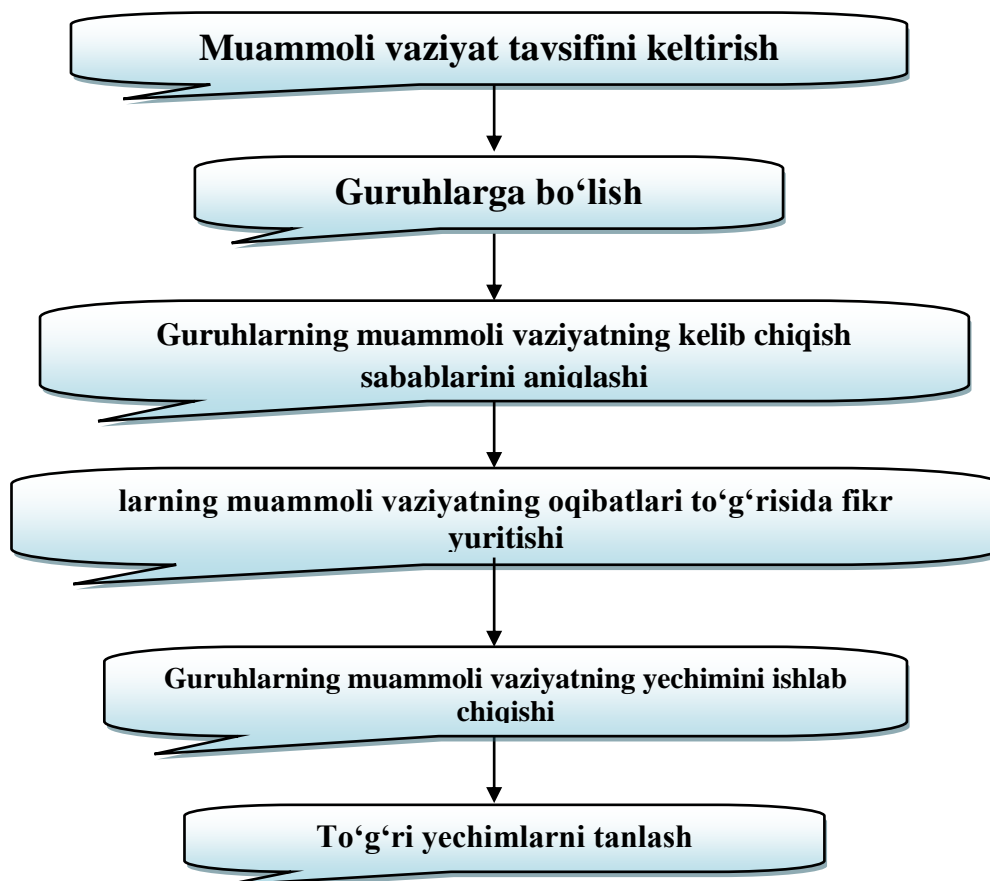 Muammoli vaziyat tavsifini keltirish
Guruhlarga bo‘lish
Guruhlarning muammoli vaziyatning kelib chiqish
sabablarini aniqlashi
larning muammoli vaziyatning oqibatlari to‘g‘risida fikr
yuritishi
Guruhlarning muammoli vaziyatning yechimini ishlab
chiqishi
To‘g‘ri yechimlarni tanlash